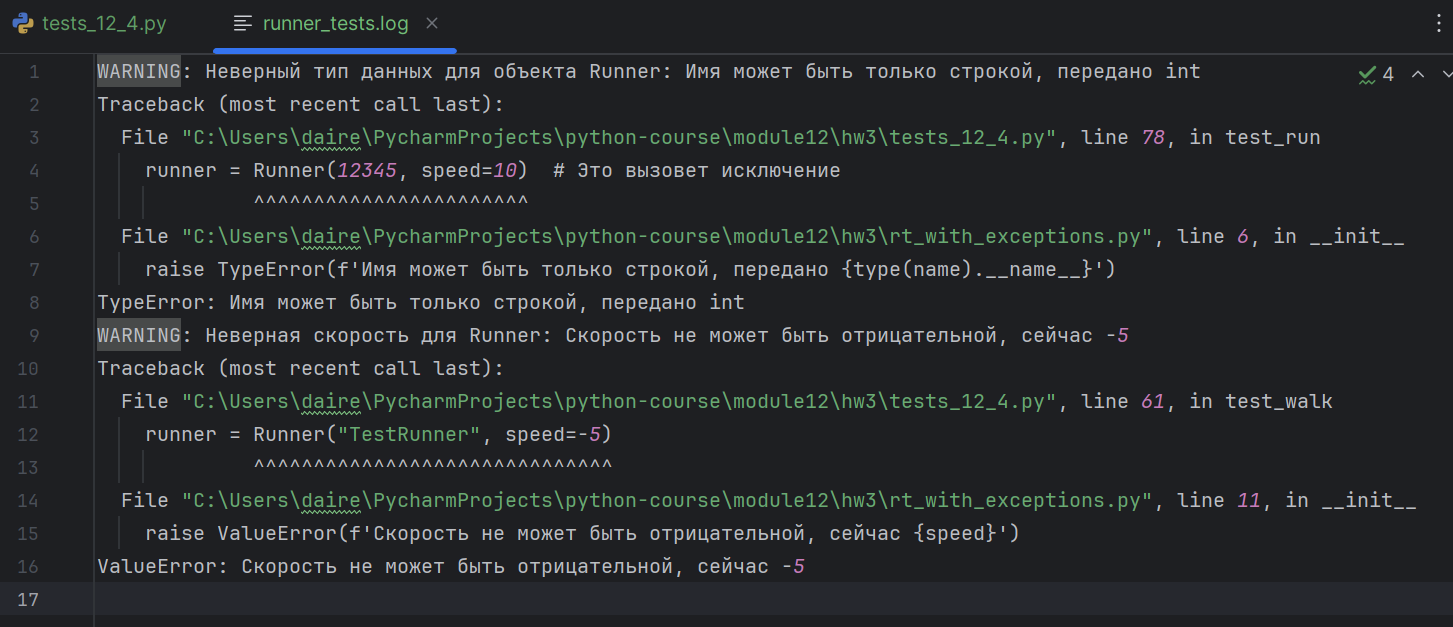 tests_12_4.py
runner_tests.log
4
1 WARNING: Неверный тип данных для объекта Runner: Имя может быть только строкой, передано int
2 Traceback (most recent call last):
3 File "C:\Users\daire\PycharmProjects\python-course\module12\hw3\tests_12_4.py", line 78, in test_run
4 runner = Runner(12345, speed=10)  # Это вызовет исключение
5 ^^^^^^^^^^^^^^^^^^^^^^^
6 File "C:\Users\daire\PycharmProjects\python-course\module12\hw3\rt_with_exceptions.py", line 6, in __init__
7 raise TypeError(f'Имя может быть только строкой, передано {type(name).__name__}')
8 TypeError: Имя может быть только строкой, передано int
9 WARNING: Неверная скорость для Runner: Скорость не может быть отрицательной, сейчас -5
10 Traceback (most recent call last):
11 File "C:\Users\daire\PycharmProjects\python-course\module12\hw3\tests_12_4.py", line 61, in test_walk
12 runner = Runner("TestRunner", speed=-5)
13 ^^^^^^^^^^^^^^^^^^^^^^^^^^^^^^
14 File "C:\Users\daire\PycharmProjects\python-course\module12\hw3\rt_with_exceptions.py", line 11, in __init__
15 raise ValueError(f'Скорость не может быть отрицательной, сейчас {speed}')
16 ValueError: Скорость не может быть отрицательной, сейчас -5
17